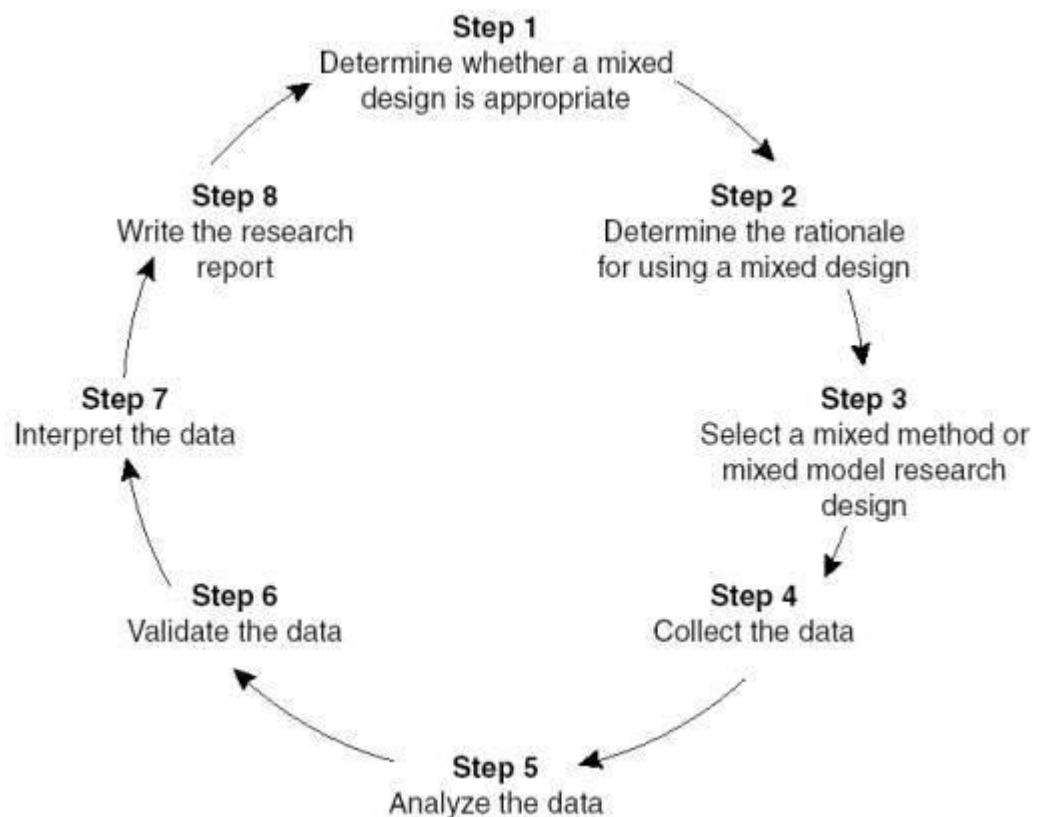 Step 1
Determine whether a mixed
design is appropriate
Step 2
Determine the rationale
for using a mixed design
Step 3
Select a mixed method or
mixed model research
design
Step 4
Collect the data
Step 5
Analyze the data
Step 6
Validate the data
Step 7
Interpret the data
Step 8
Write the research
report